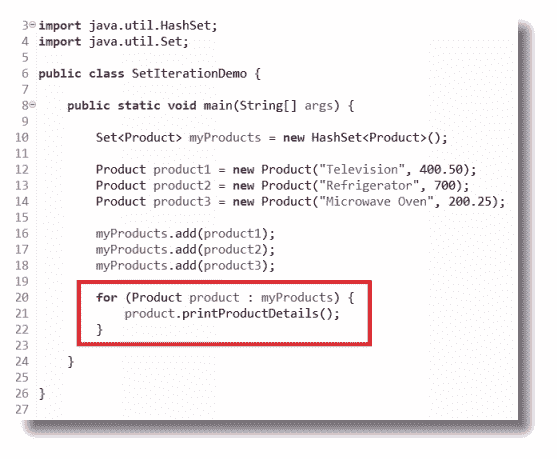 3 import java.util.HashSet;
4 import java.util.Set;
5
6 public class SetIterationDemo {
7
8     public static void main(String[] args) {
9
10         Set<Product> myProducts = new HashSet<Product>();
11
12         Product product1 = new Product("Television", 400.50);
13         Product product2 = new Product("Refrigerator", 700);
14         Product product3 = new Product("Microwave Oven", 200.25);
15
16         myProducts.add(product1);
17         myProducts.add(product2);
18         myProducts.add(product3);
19
20         for (Product product : myProducts) {
21             product.printProductDetails();
22         }
23
24     }
25
26 }
27